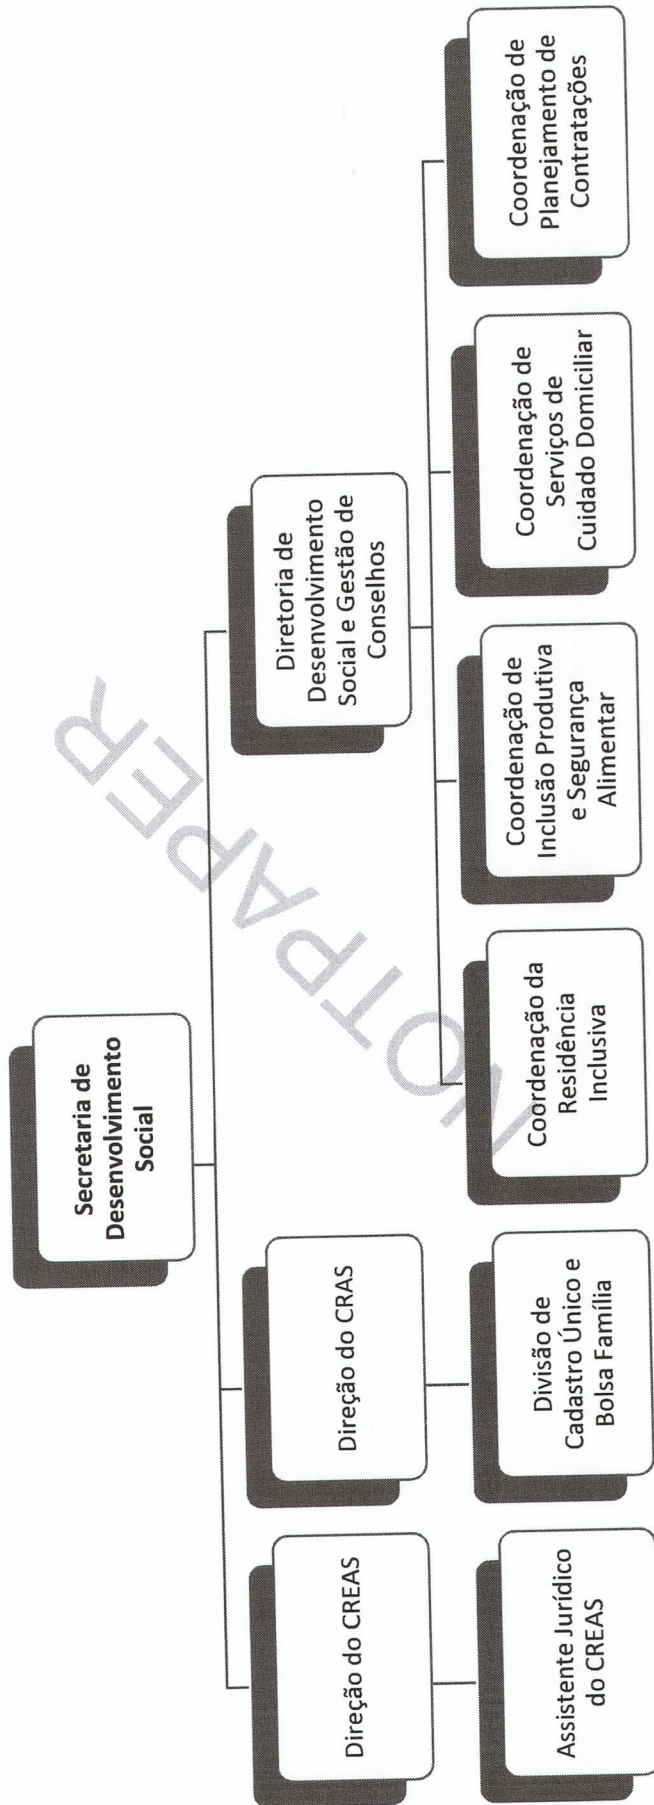 Secretaria de
Desenvolvimento
Social
Direção do CREAS
Direção do CRAS
Diretoria de
Desenvolvimento
Social e Gestão de
Conselhos
Assistente Jurídico
do CREAS
Divisão de
Cadastro Único e
Bolsa Família
Coordenação da
Residência
Inclusiva
Coordenação de
Inclusão Produtiva
e Segurança
Alimentar
Coordenação de
Serviços de
Cuidado Domiciliar
Coordenação de
Planejamento de
Contratações
NOTPAPER